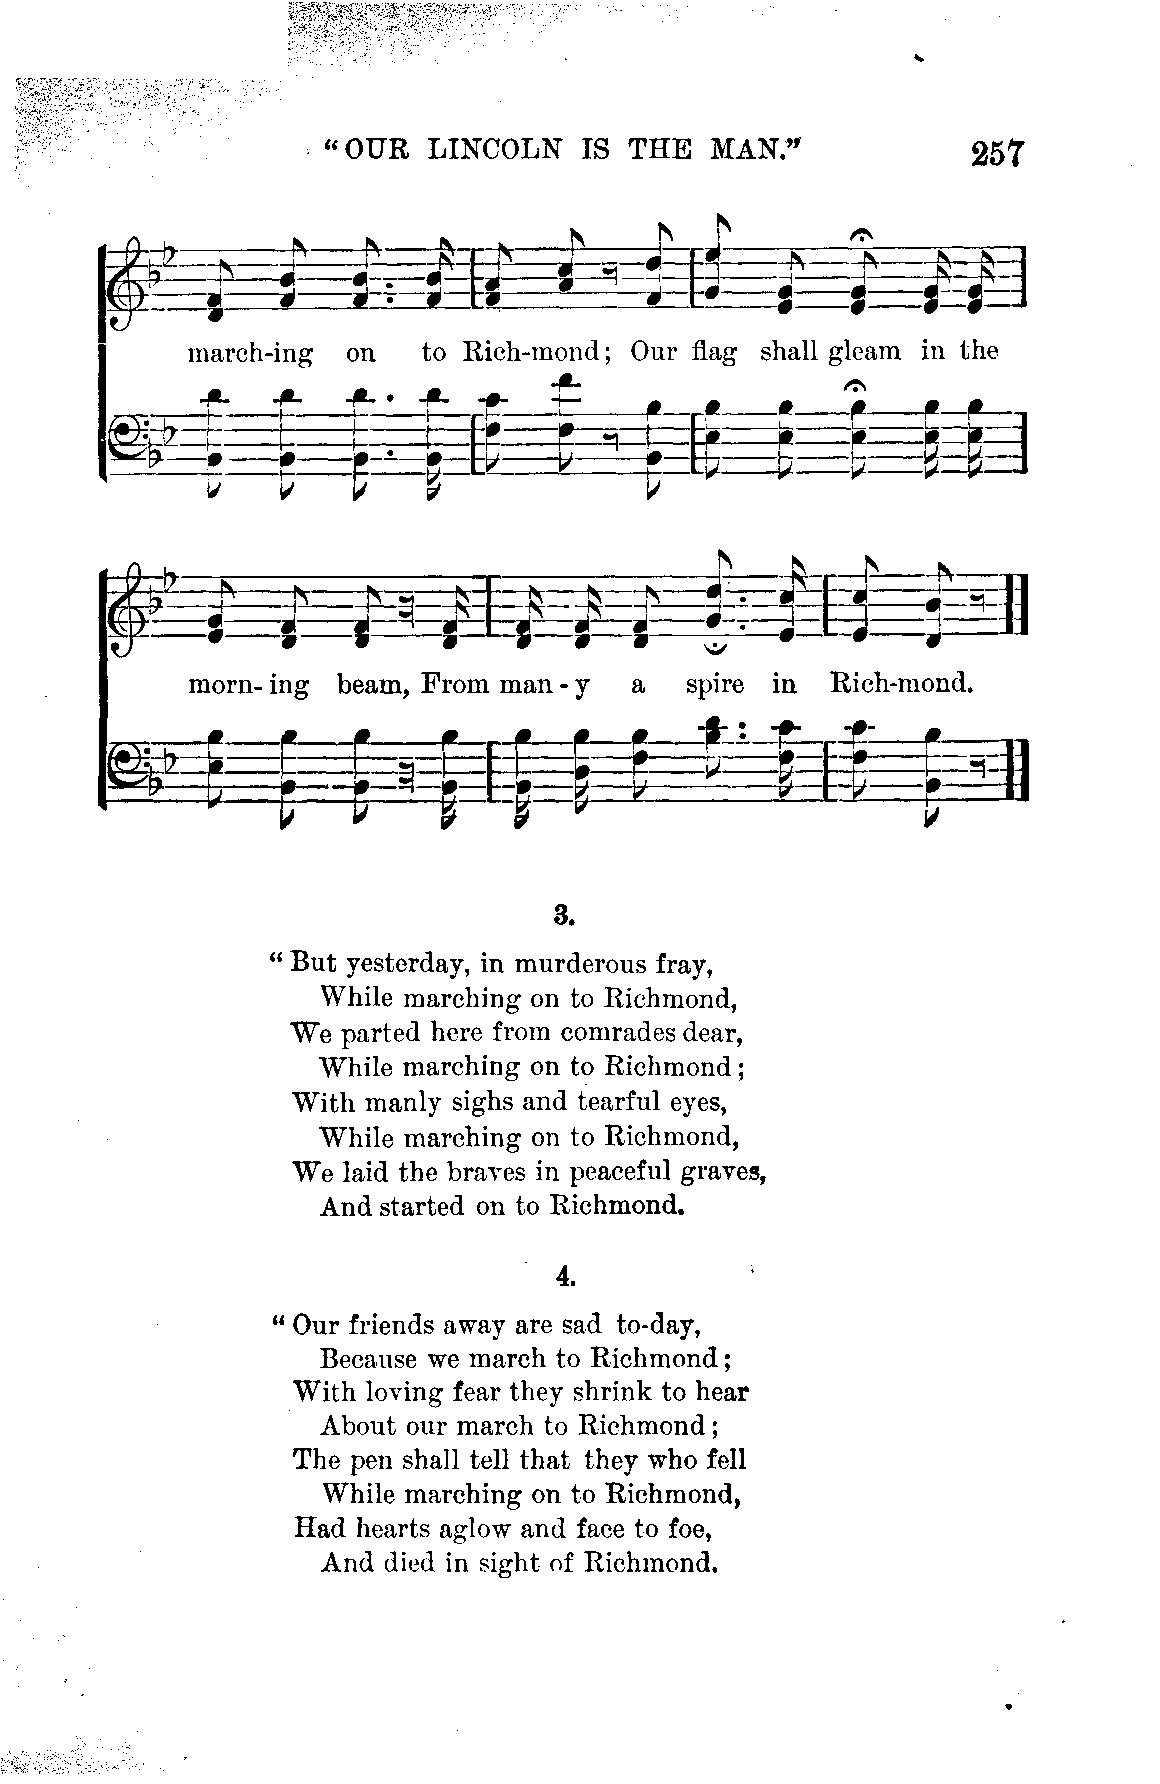 "OUR LINCOLN IS THE MAN." 257
march-ing on to Rich-mond; Our flag shall gleam in the
morn-ing beam, From man-y a spire in Rich-mond.
3.
"But yesterday, in murderous fray,
While marching on to Richmond,
We parted here from comrades dear,
While marching on to Richmond;
With manly sighs and tearful eyes,
While marching on to Richmond,
We laid the braves in peaceful graves,
And started on to Richmond.
4.
"Our friends away are sad to-day,
Because we march to Richmond;
With loving fear they shrink to hear
About our march to Richmond;
The pen shall tell that they who fell
While marching on to Richmond,
Had hearts aglow and face to foe,
And died in sight of Richmond.